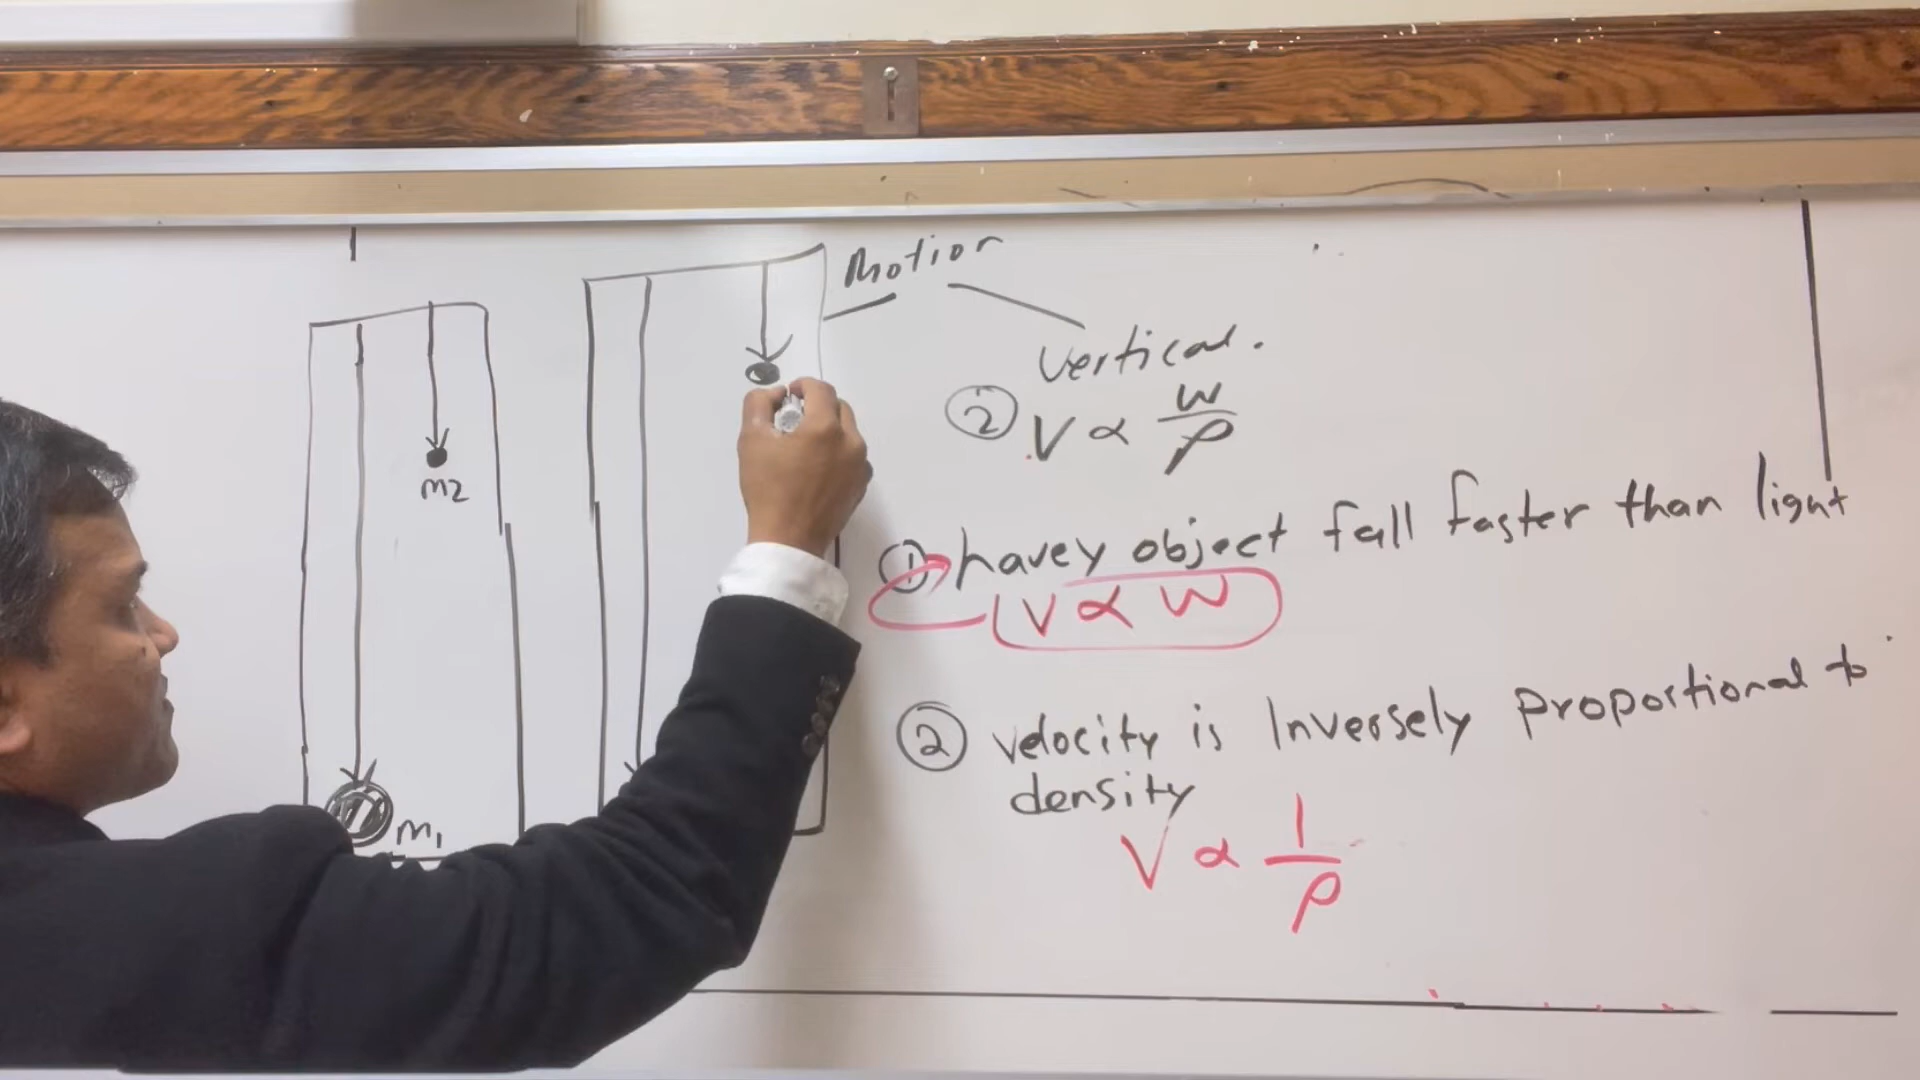 Motion
Vertical.
② V ∝ W/ρ
① havey object fall faster than light
V ∝ W
② velocity is Inversely proportional to
density
V ∝ 1/ρ
m2
m1